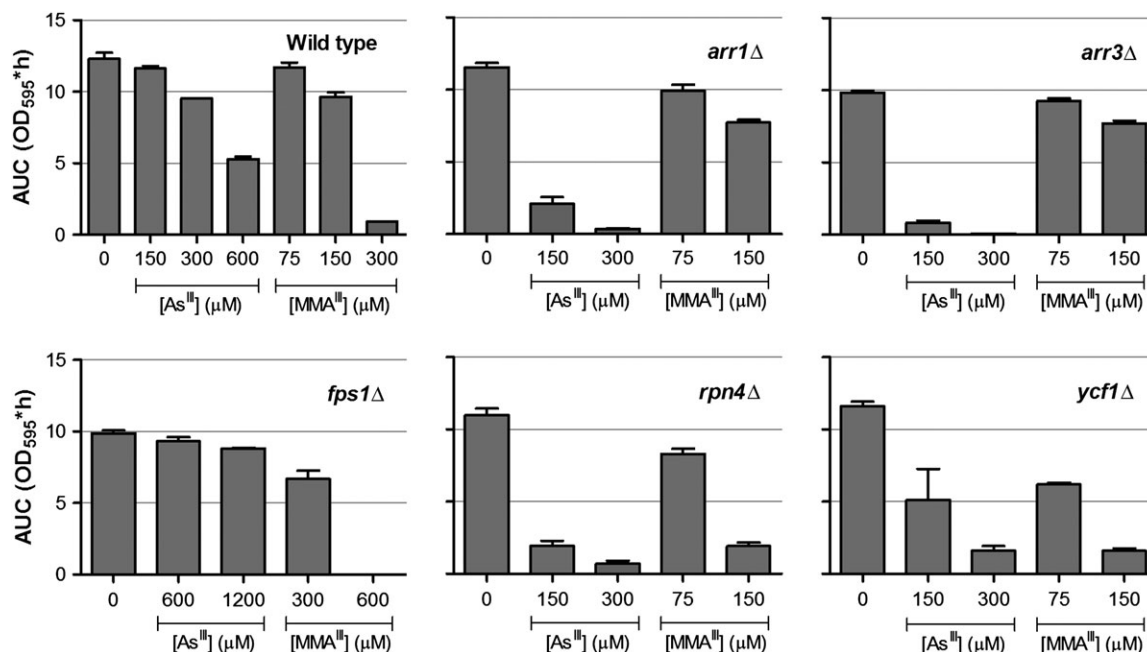 AUC (OD595*h)
15
10
5
0
Wild type
0 150 300 600 75 150 300
[AsIII] (μM) [MMAIII] (μM)
arr1Δ
0 150 300 75 150
[AsIII] (μM) [MMAIII] (μM)
arr3Δ
0 150 300 75 150
[AsIII] (μM) [MMAIII] (μM)
AUC (OD595*h)
15
10
5
0
fps1Δ
0 600 1200 300 600
[AsIII] (μM) [MMAIII] (μM)
rpn4Δ
0 150 300 75 150
[AsIII] (μM) [MMAIII] (μM)
ycf1Δ
0 150 300 75 150
[AsIII] (μM) [MMAIII] (μM)